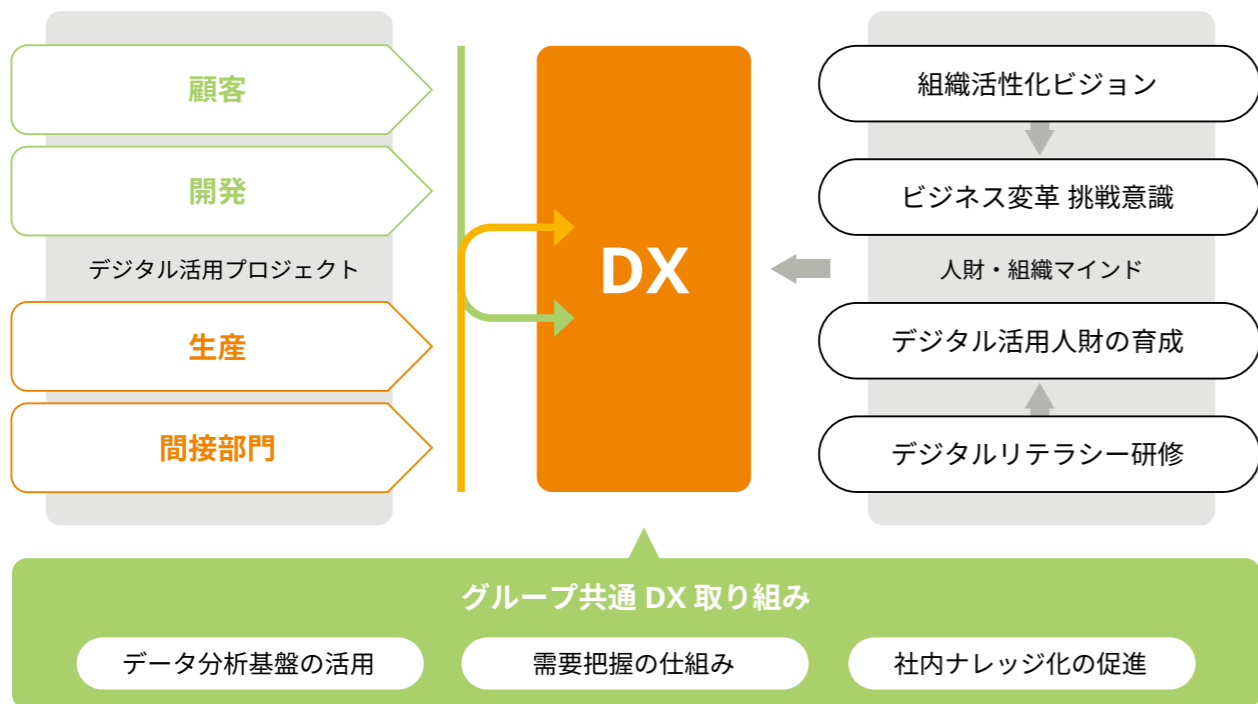 顧客
開発
デジタル活用プロジェクト
生産
間接部門
DX
組織活性化ビジョン
ビジネス変革 挑戦意識
人財・組織マインド
デジタル活用人財の育成
デジタルリテラシー研修
グループ共通 DX 取り組み
データ分析基盤の活用
需要把握の仕組み
社内ナレッジ化の促進